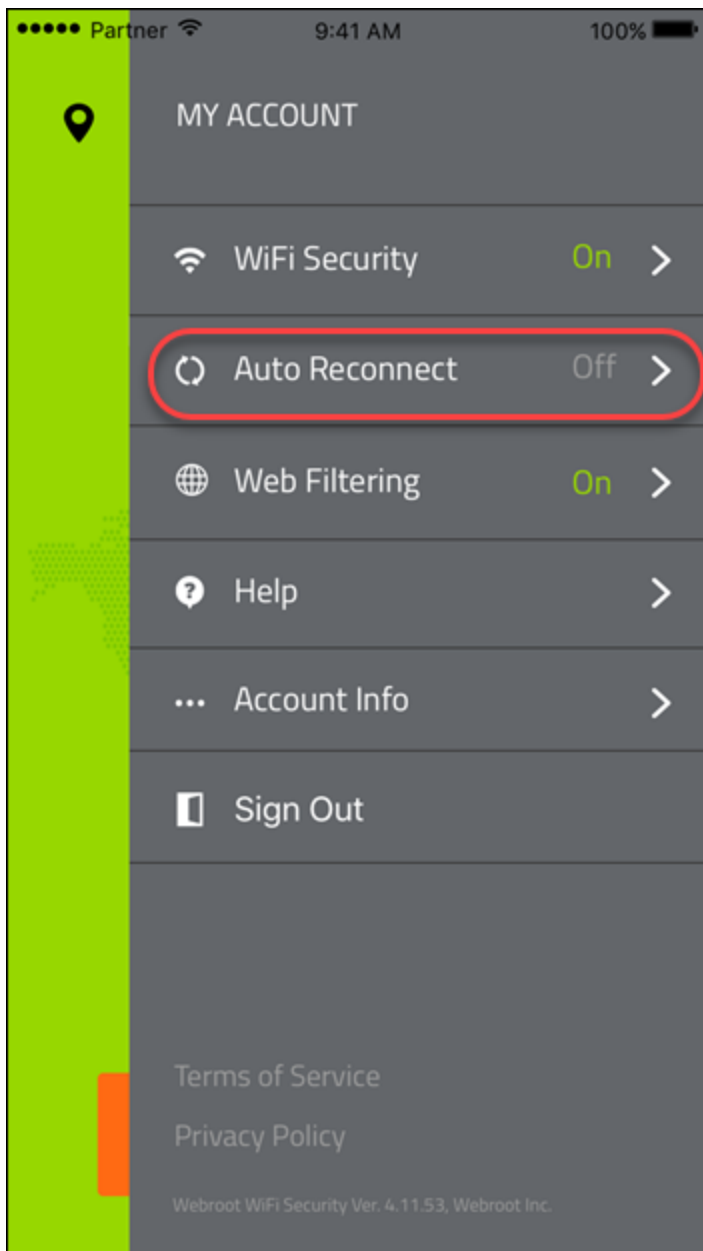 Partner 9:41 AM 100%
MY ACCOUNT
WiFi Security On
Auto Reconnect Off
Web Filtering On
? Help
Account Info
Sign Out
Terms of Service
Privacy Policy
Webroot WiFi Security Ver. 4.11.53, Webroot Inc.